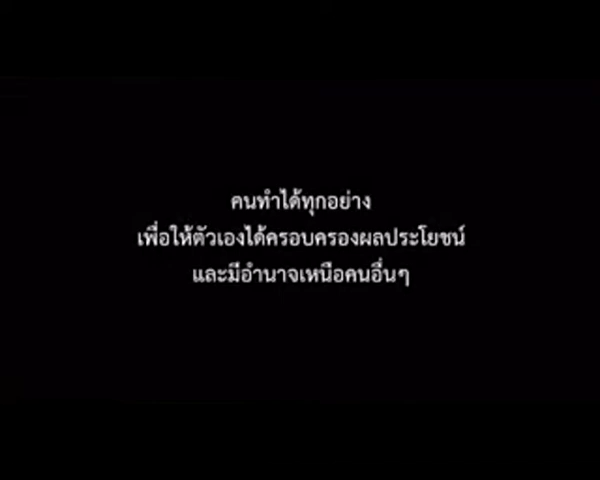 คนทำได้ทุกอย่าง
เพื่อให้ตัวเองได้ครอบครองผลประโยชน์
และมีอำนาจเหนือคนอื่นๆ